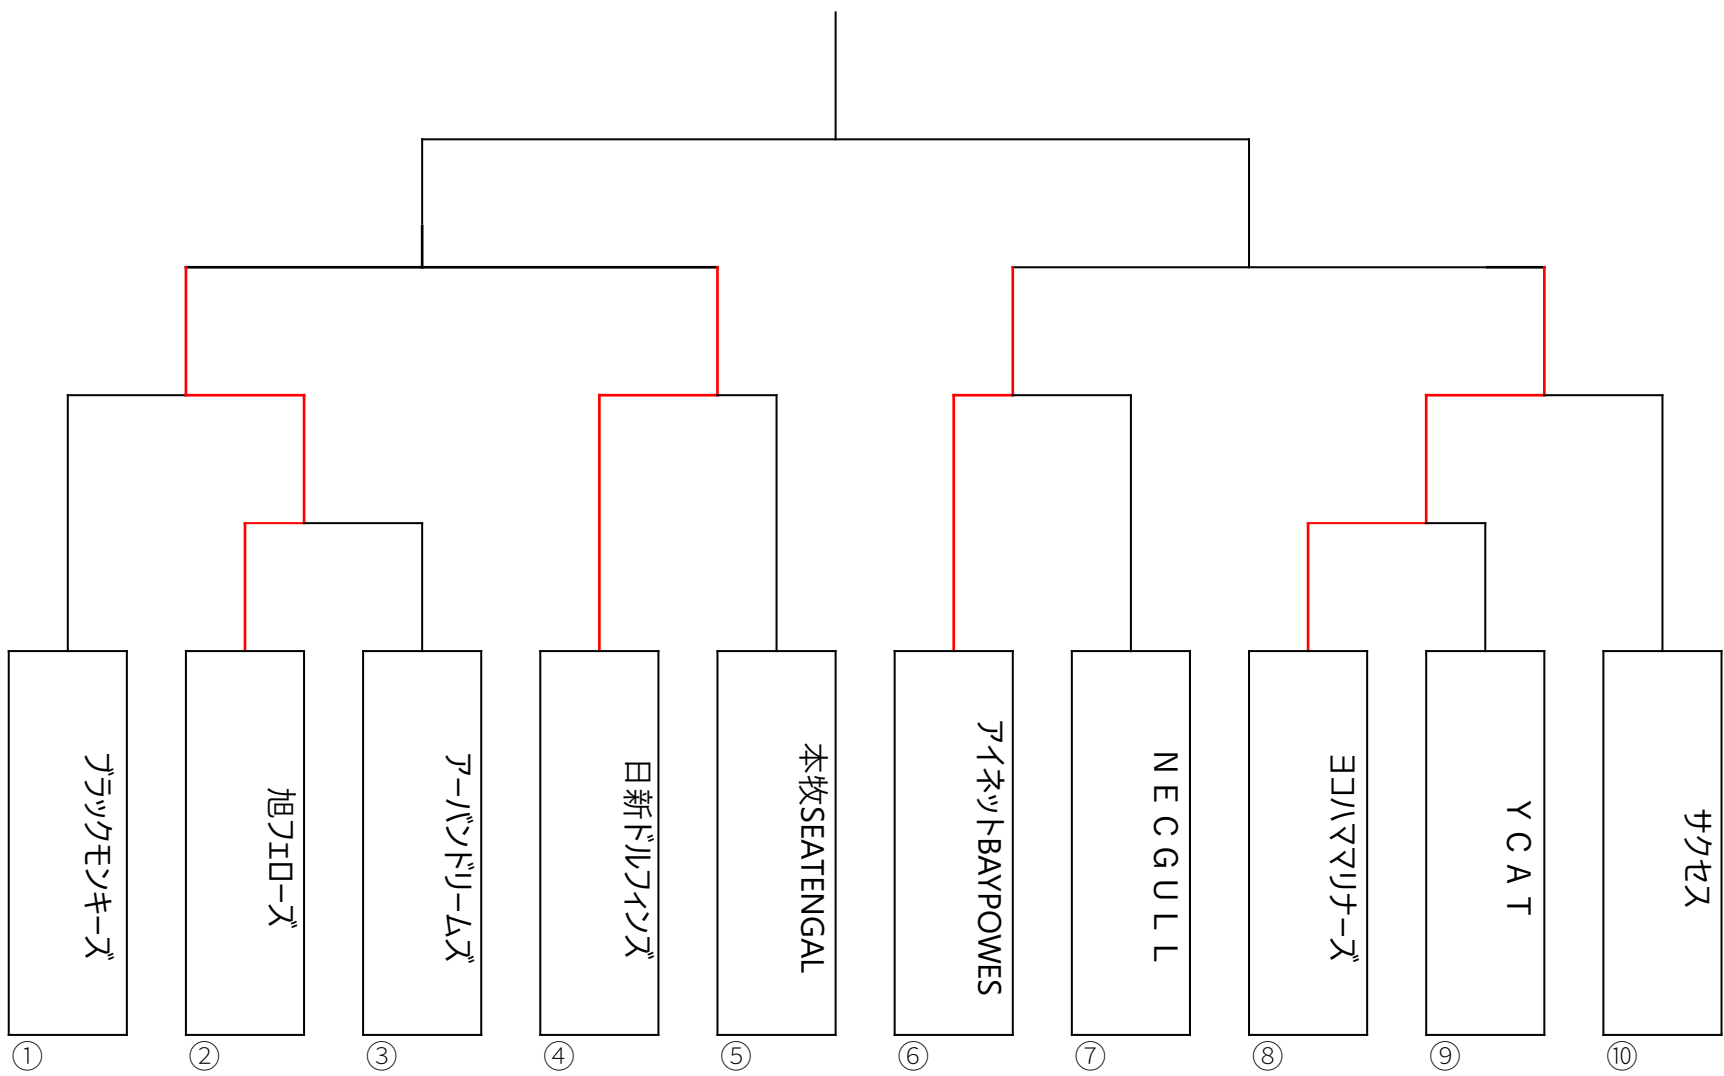 ブラックモンキーズ
旭フェローズ
アーバンドリームズ
日新ドルフィンズ
本牧SEATENGAL
アイネットBAYPOWES
ＮＥＣＧＵＬＬ
ヨコハママリナーズ
ＹＣＡＴ
サクセス
①
②
③
④
⑤
⑥
⑦
⑧
⑨
⑩